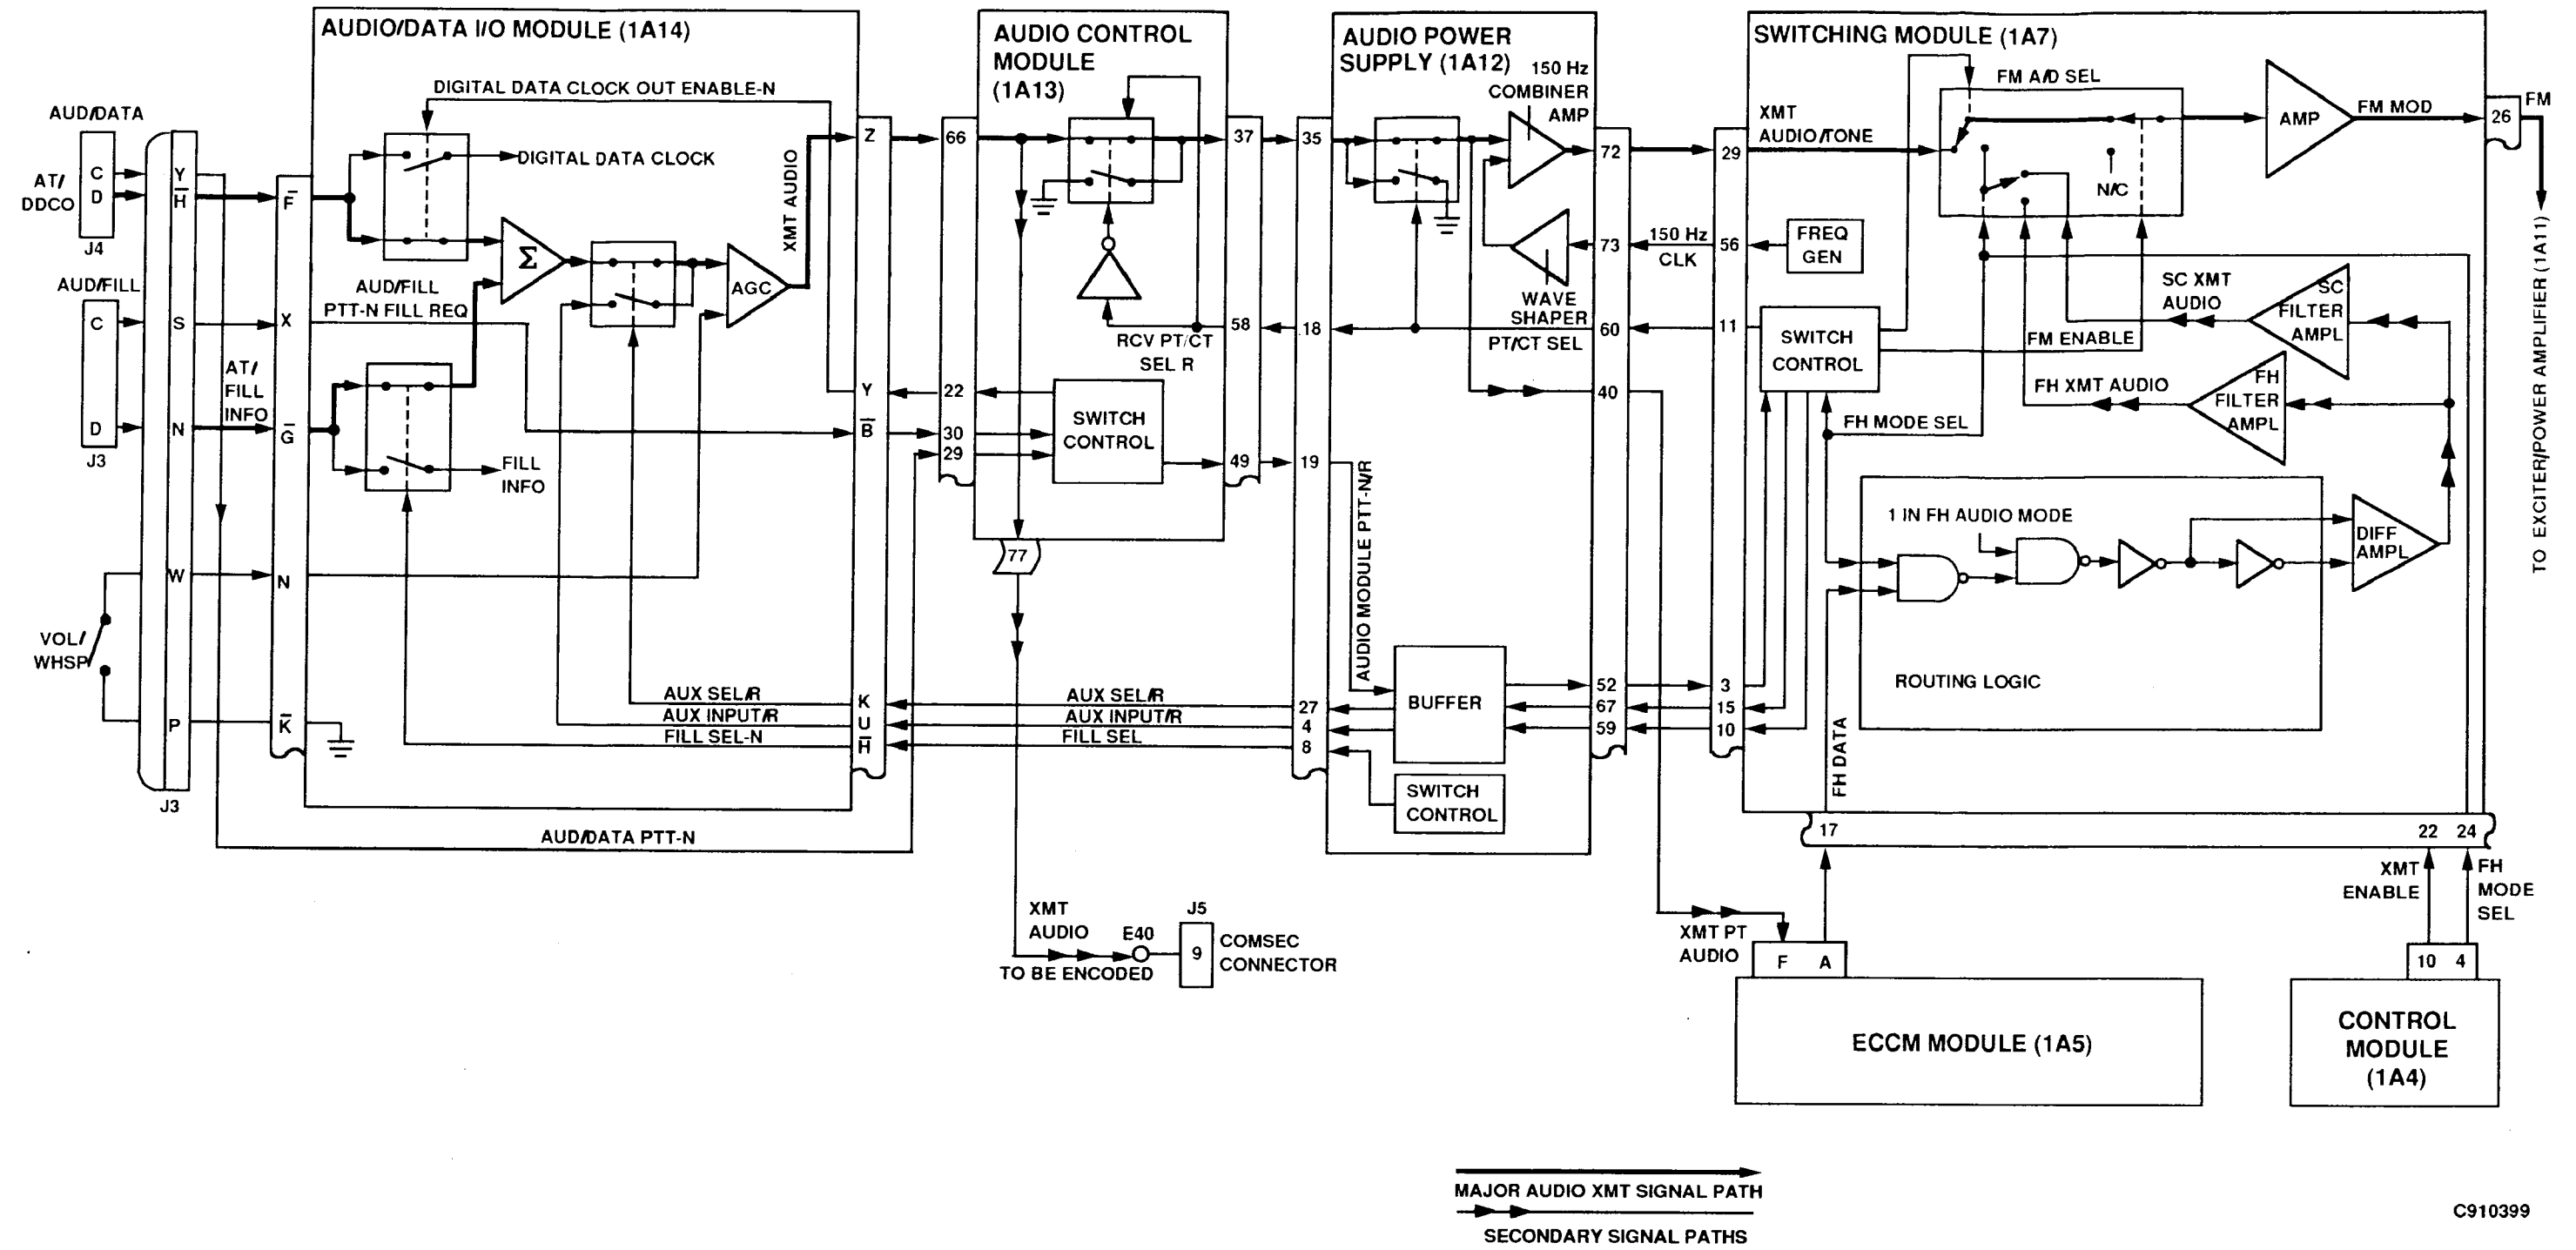 AUDIO/DATA I/O MODULE (1A14)
DIGITAL DATA CLOCK OUT ENABLE-N
AUD/DATA
C
D
AT/
DDCO
J4
AUD/FILL
C
D
J3
Y
H
S
N
W
P
J3
VOL/
WHSP
F
X
G
N
K
AT/
FILL
INFO
DIGITAL DATA CLOCK
AUD/FILL
PTT-N FILL REQ
Σ
AGC
XMT AUDIO
FILL
INFO
AUX SEL/R
AUX INPUT/R
FILL SEL-N
Z
Y
B
K
U
H
AUD/DATA PTT-N
AUDIO CONTROL
MODULE
(1A13)
66
22
30
29
SWITCH
CONTROL
RCV PT/CT
SEL R
37
58
49
77
AUX SEL/R
AUX INPUT/R
FILL SEL
XMT
AUDIO
TO BE ENCODED
E40
J5
9
COMSEC
CONNECTOR
AUDIO POWER
SUPPLY (1A12)
150 Hz
COMBINER
AMP
35
18
19
27
4
8
WAVE
SHAPER
PT/CT SEL
AUDIO MODULE PTT-N/R
BUFFER
SWITCH
CONTROL
72
73
60
40
52
67
59
150 Hz
CLK
SWITCHING MODULE (1A7)
XMT
AUDIO/TONE
29
56
11
3
15
10
FREQ
GEN
SWITCH
CONTROL
FM A/D SEL
N/C
AMP
FM MOD
26
FM
TO EXCITER/POWER AMPLIFIER (1A11)
SC XMT
AUDIO
SC
FILTER
AMPL
FM ENABLE
FH XMT AUDIO
FH
FILTER
AMPL
FH MODE SEL
1 IN FH AUDIO MODE
DIFF
AMPL
ROUTING LOGIC
FH DATA
17
22
24
XMT
ENABLE
FH
MODE
SEL
XMT PT
AUDIO
F
A
10
4
ECCM MODULE (1A5)
CONTROL
MODULE
(1A4)
MAJOR AUDIO XMT SIGNAL PATH
SECONDARY SIGNAL PATHS
C910399